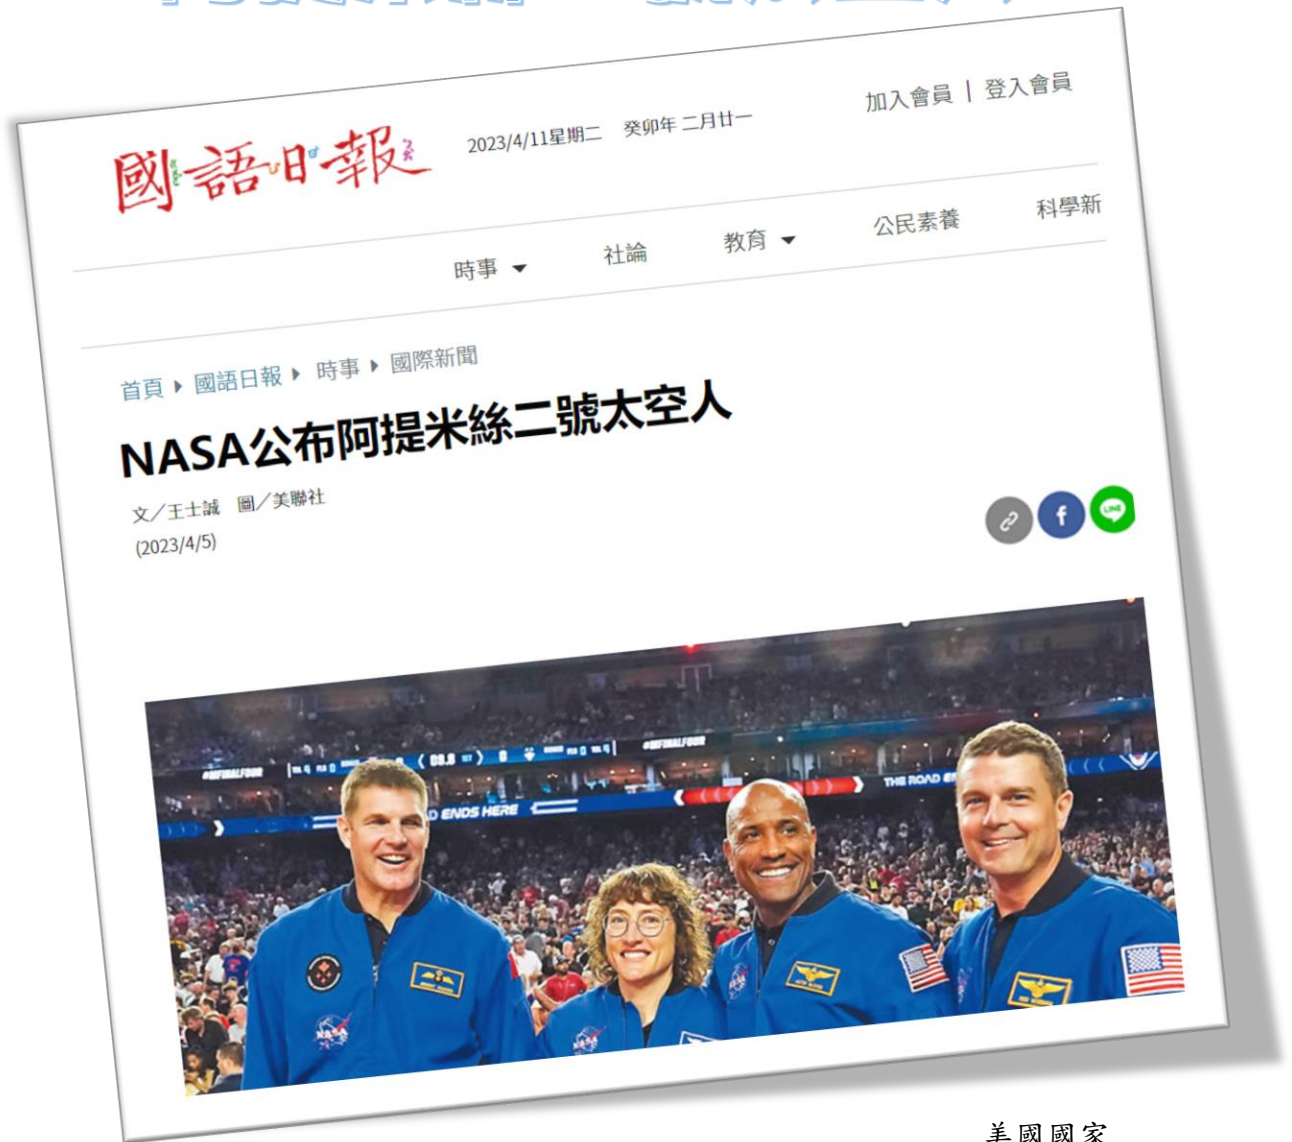 國語日報
2023/4/11星期二 癸卯年 二月廿一
加入會員 | 登入會員
時事 社論 教育 公民素養 科學新
首頁 國語日報 時事 國際新聞
NASA公布阿提米絲二號太空人
文／王士誠 圖／美聯社
(2023/4/5)
LINE
#MFINALFOUR
#MFINALFOUR
D ENDS HERE
THE ROAD
NASA
美國國家